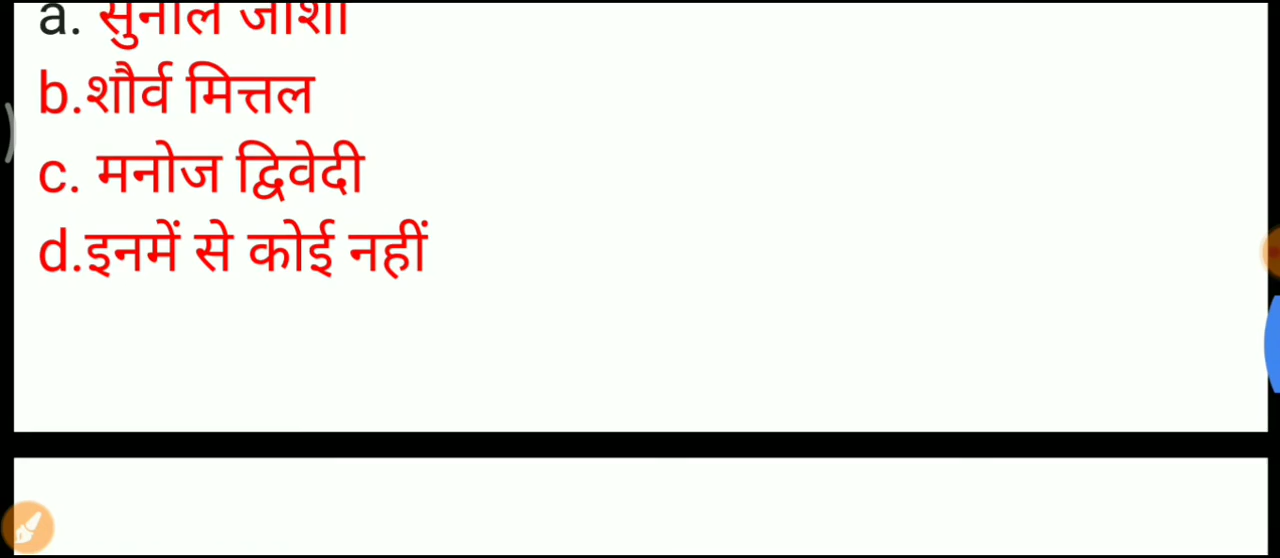 a. सुनील जोशी
b.शौर्व मित्तल
c. मनोज द्विवेदी
d.इनमें से कोई नहीं